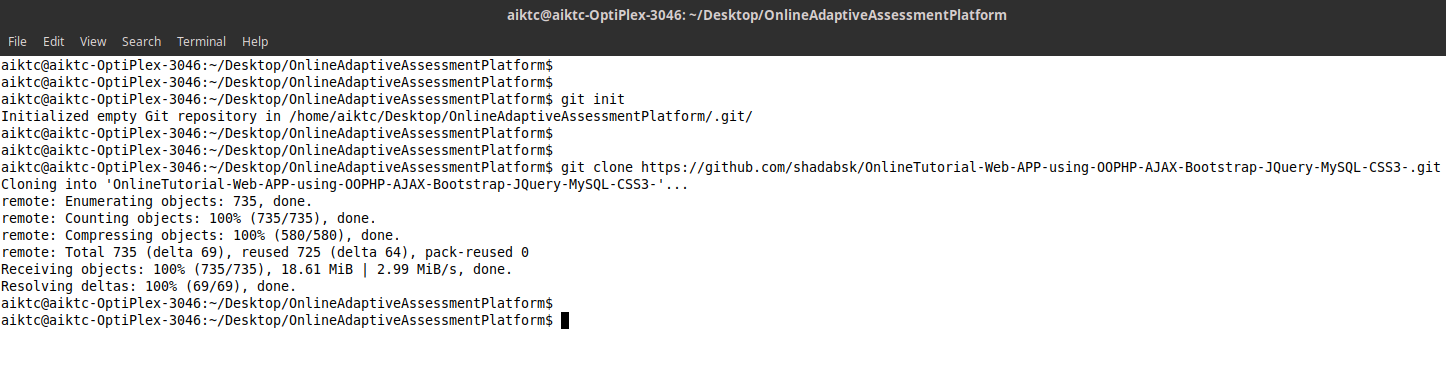 aiktc@aiktc-OptiPlex-3046: ~/Desktop/OnlineAdaptiveAssessmentPlatform
File Edit View Search Terminal Help
aiktc@aiktc-OptiPlex-3046:~/Desktop/OnlineAdaptiveAssessmentPlatform$
aiktc@aiktc-OptiPlex-3046:~/Desktop/OnlineAdaptiveAssessmentPlatform$
aiktc@aiktc-OptiPlex-3046:~/Desktop/OnlineAdaptiveAssessmentPlatform$ git init
Initialized empty Git repository in /home/aiktc/Desktop/OnlineAdaptiveAssessmentPlatform/.git/
aiktc@aiktc-OptiPlex-3046:~/Desktop/OnlineAdaptiveAssessmentPlatform$
aiktc@aiktc-OptiPlex-3046:~/Desktop/OnlineAdaptiveAssessmentPlatform$
aiktc@aiktc-OptiPlex-3046:~/Desktop/OnlineAdaptiveAssessmentPlatform$ git clone https://github.com/shadabsk/OnlineTutorial-Web-APP-using-OOPHP-AJAX-Bootstrap-JQuery-MySQL-CSS3-.git
Cloning into 'OnlineTutorial-Web-APP-using-OOPHP-AJAX-Bootstrap-JQuery-MySQL-CSS3-'...
remote: Enumerating objects: 735, done.
remote: Counting objects: 100% (735/735), done.
remote: Compressing objects: 100% (580/580), done.
remote: Total 735 (delta 69), reused 725 (delta 64), pack-reused 0
Receiving objects: 100% (735/735), 18.61 MiB | 2.99 MiB/s, done.
Resolving deltas: 100% (69/69), done.
aiktc@aiktc-OptiPlex-3046:~/Desktop/OnlineAdaptiveAssessmentPlatform$
aiktc@aiktc-OptiPlex-3046:~/Desktop/OnlineAdaptiveAssessmentPlatform$